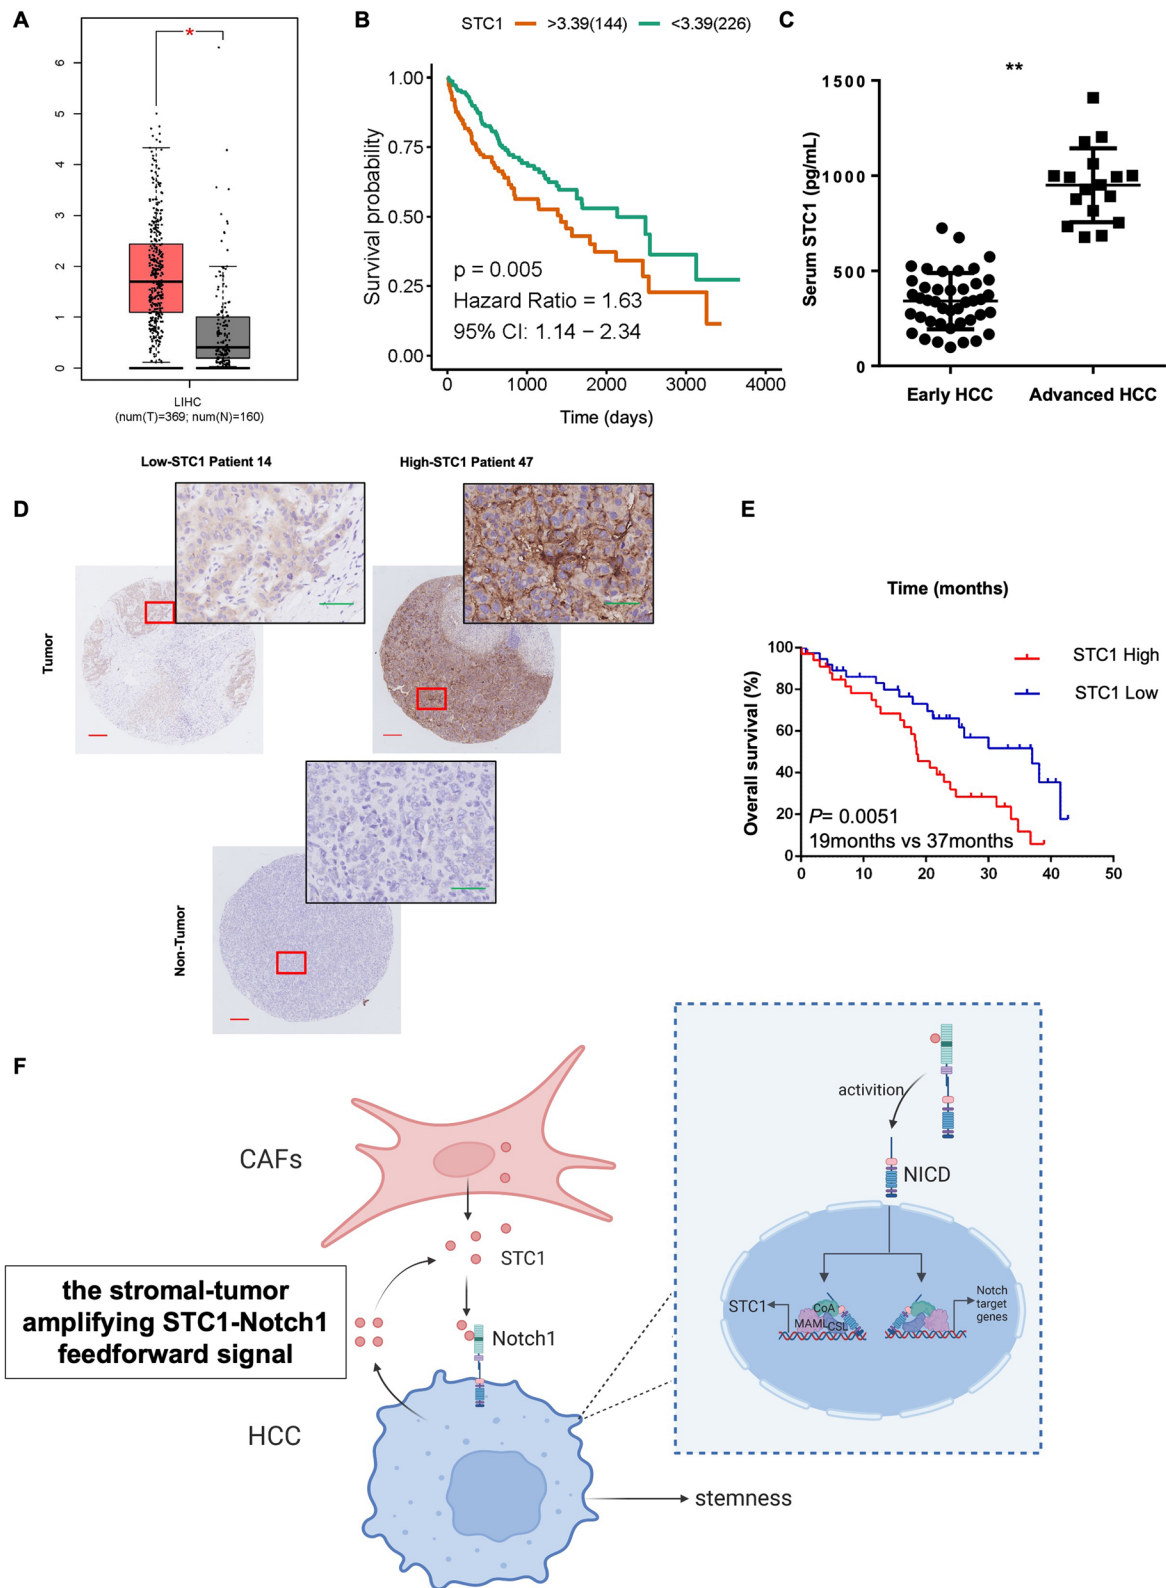 A
*
6
5
4
3
2
1
0
LIHC
(num(T)=369; num(N)=160)
B
STC1 >3.39(144) <3.39(226)
Survival probability
1.00
0.75
0.50
0.25
0.00
p = 0.005
Hazard Ratio = 1.63
95% CI: 1.14 – 2.34
0 1000 2000 3000 4000
Time (days)
C
**
Serum STC1 (pg/mL)
1500
1000
500
0
Early HCC Advanced HCC
D
Low-STC1 Patient 14 High-STC1 Patient 47
Tumor
Non-Tumor
E
Time (months)
Overall survival (%)
100
80
60
40
20
0
STC1 High
STC1 Low
P= 0.0051
19months vs 37months
0 10 20 30 40 50
F
CAFs
STC1
the stromal-tumor
amplifying STC1-Notch1
feedforward signal
Notch1
HCC
stemness
activition
NICD
STC1
CoA
MAML
CSL
Notch
target
genes